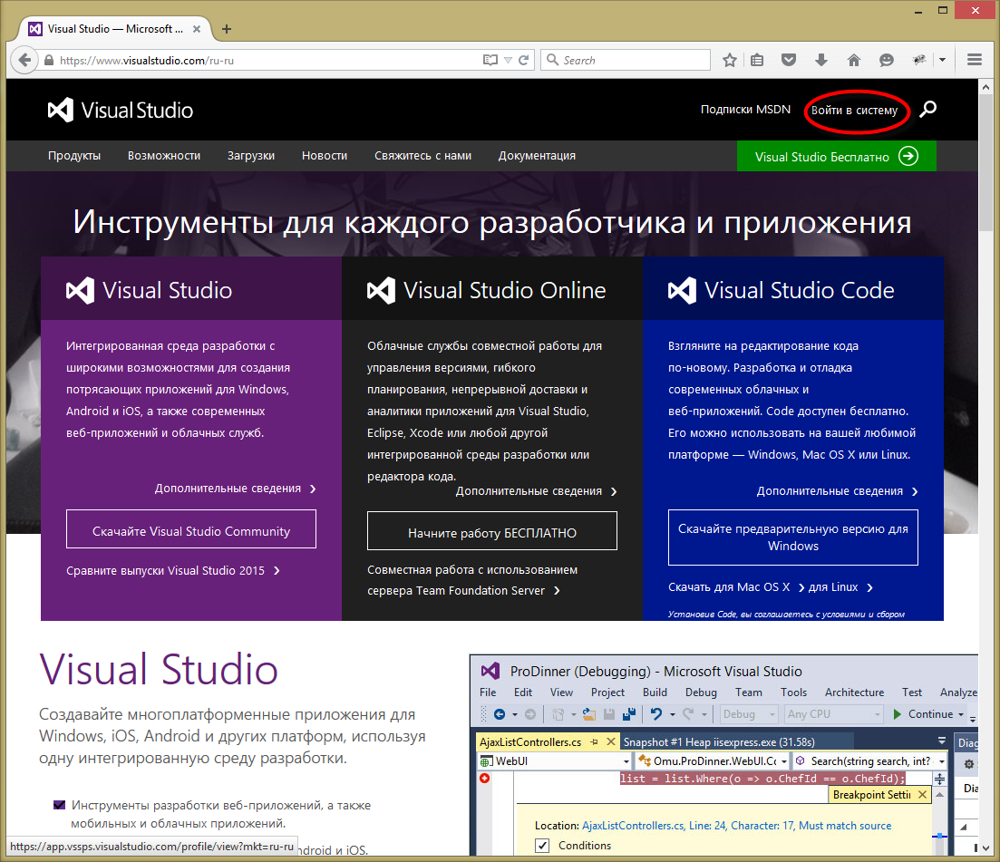 Visual Studio — Microsoft ...
https://www.visualstudio.com/ru-ru
Search
Visual Studio
Подписки MSDN
Войти в систему
Продукты
Возможности
Загрузки
Новости
Свяжитесь с нами
Документация
Visual Studio Бесплатно
Инструменты для каждого разработчика и приложения
Visual Studio
Интегрированная среда разработки с
широкими возможностями для создания
потрясающих приложений для Windows,
Android и iOS, а также современных
веб-приложений и облачных служб.
Дополнительные сведения
Скачайте Visual Studio Community
Сравните выпуски Visual Studio 2015
Visual Studio Online
Облачные службы совместной работы для
управления версиями, гибкого
планирования, непрерывной доставки и
аналитики приложений для Visual Studio,
Eclipse, Xcode или любой другой
интегрированной среды разработки или
редактора кода.
Дополнительные сведения
Начните работу БЕСПЛАТНО
Совместная работа с использованием
сервера Team Foundation Server
Visual Studio Code
Взгляните на редактирование кода
по-новому. Разработка и отладка
современных облачных и
веб-приложений. Code доступен бесплатно.
Его можно использовать на вашей любимой
платформе — Windows, Mac OS X или Linux.
Дополнительные сведения
Скачайте предварительную версию для
Windows
Скачать для Mac OS X
для Linux
Установив Code, вы соглашаетесь с условиями и сбором
Visual Studio
Создавайте многоплатформенные приложения для
Windows, iOS, Android и других платформ, используя
одну интегрированную среду разработки.
Инструменты разработки веб-приложений, а также
мобильных и облачных приложений.
ndroid и iOS.
https://app.vssps.visualstudio.com/profile/view?mkt=ru-ru
ProDinner (Debugging) - Microsoft Visual Studio
File Edit View Project Build Debug Team Tools Architecture Test Analyze
Debug
Any CPU
Continue
AjaxListControllers.cs
Snapshot #1 Heap iisexpress.exe (31.58s)
Diag
WebUI
Omu.ProDinner.WebUI.Co
Search(string search, int?
list = list.Where(o => o.ChefId == o.ChefId);
Breakpoint Setti
Dia
Location: AjaxListControllers.cs, Line: 24, Character: 17, Must match source
Conditions